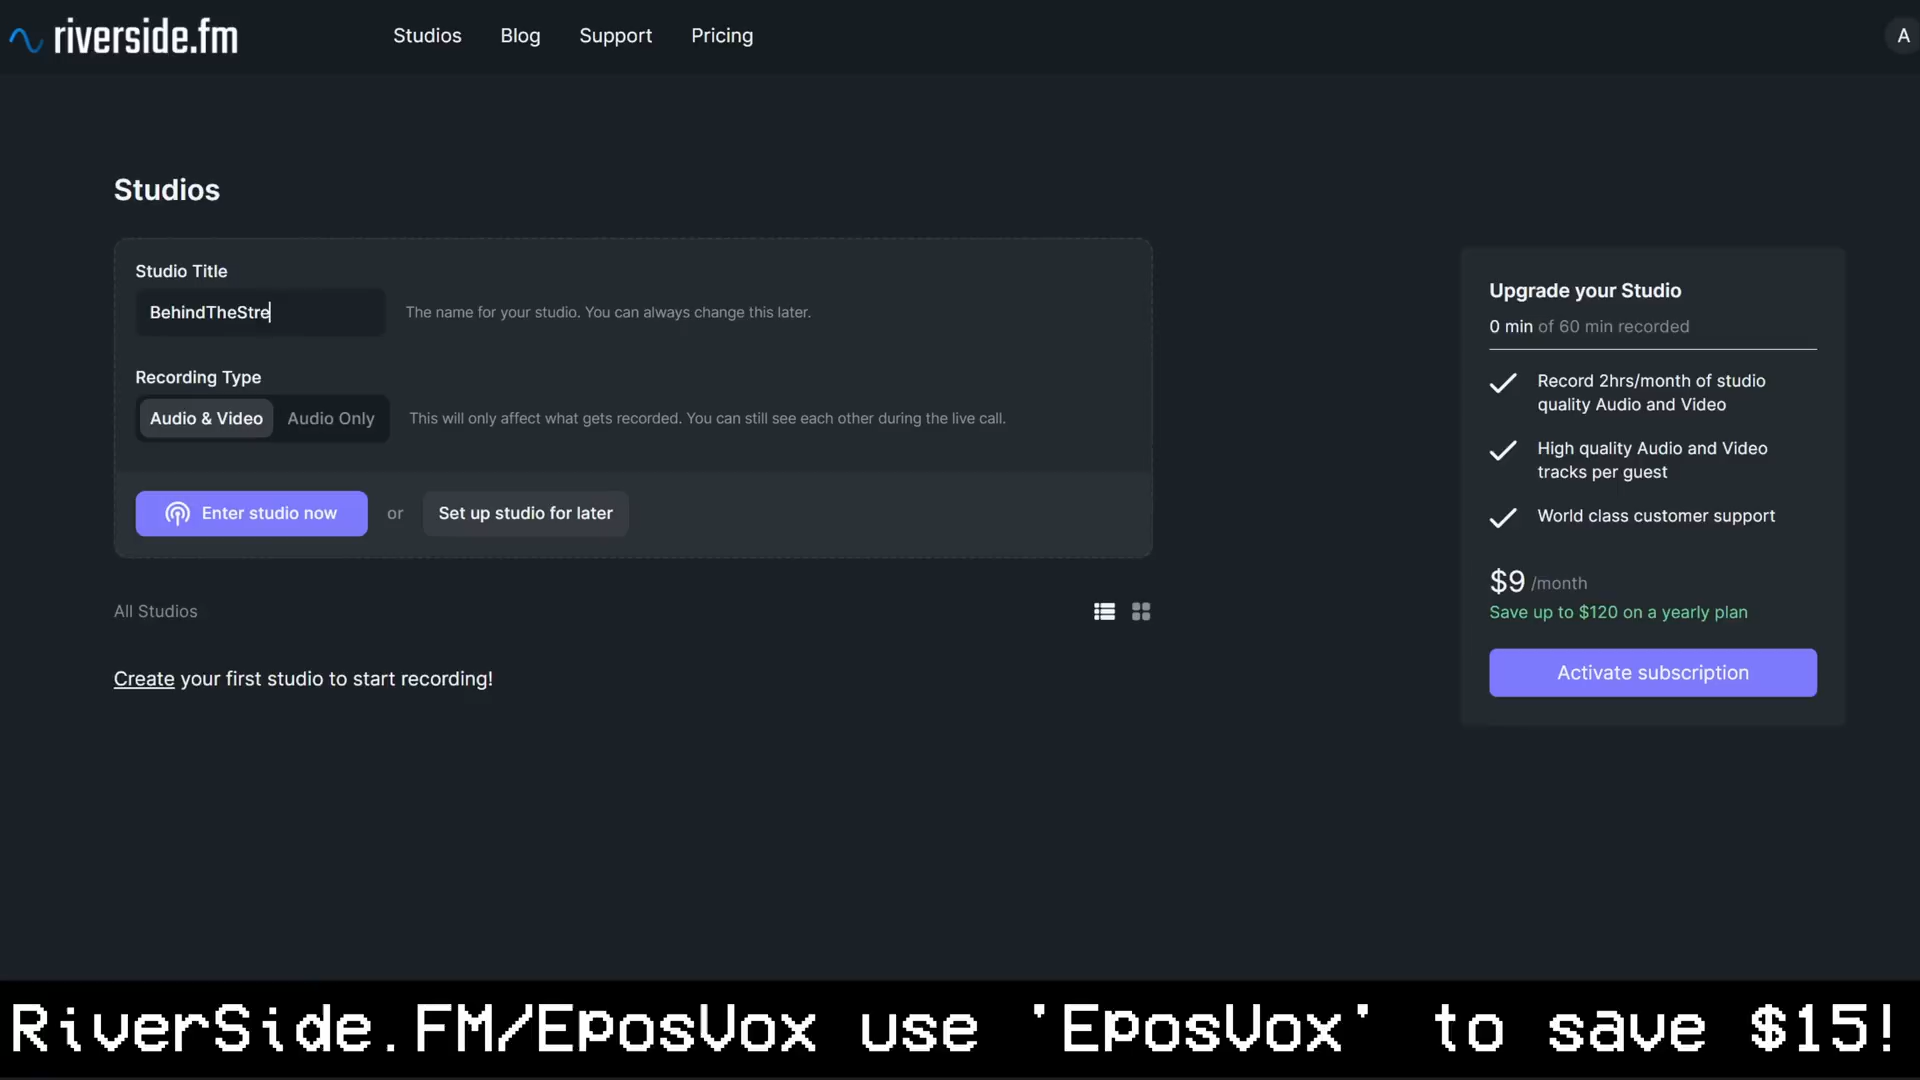 riverside.fm
Studios
Blog
Support
Pricing
A
Studios
Studio Title
BehindTheStre
The name for your studio. You can always change this later.
Recording Type
Audio & Video
Audio Only
This will only affect what gets recorded. You can still see each other during the live call.
Enter studio now
or
Set up studio for later
All Studios
Create your first studio to start recording!
Upgrade your Studio
0 min of 60 min recorded
Record 2hrs/month of studio
quality Audio and Video
High quality Audio and Video
tracks per guest
World class customer support
$9 /month
Save up to $120 on a yearly plan
Activate subscription
RiverSide.FM/EposVox use 'EposVox' to save $15!